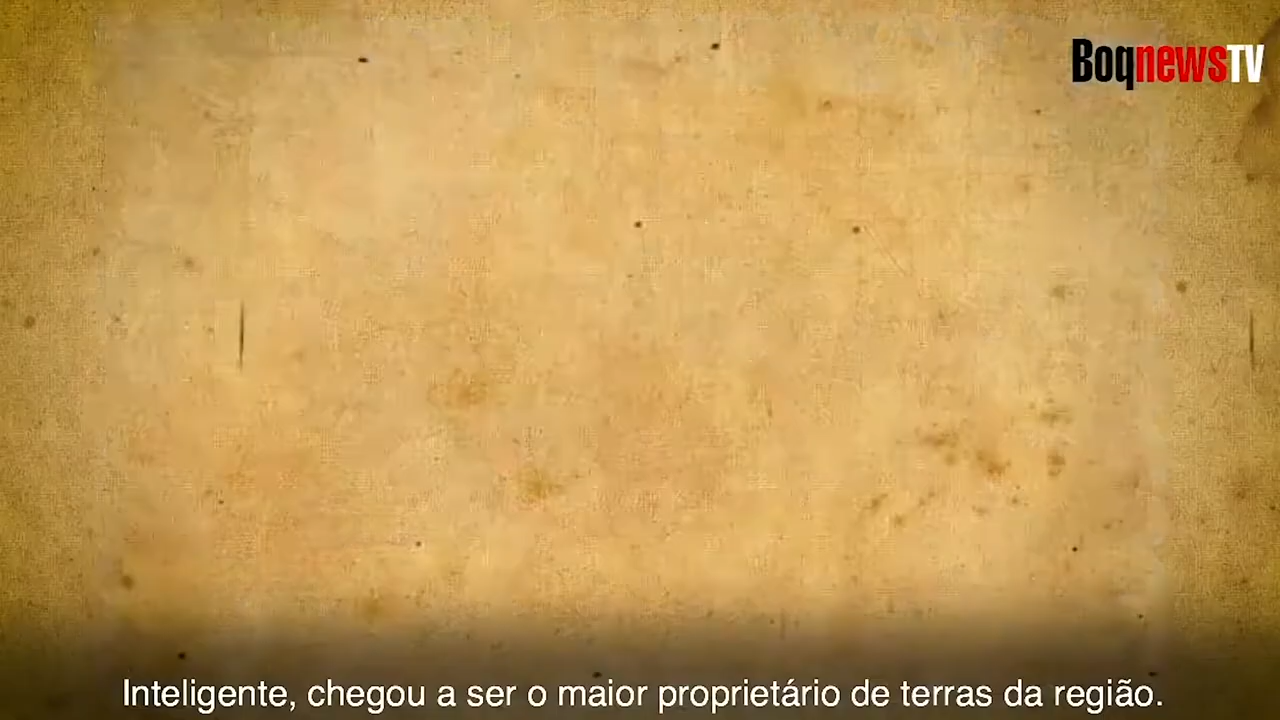 BoqnewsTV
Inteligente, chegou a ser o maior proprietário de terras da região.